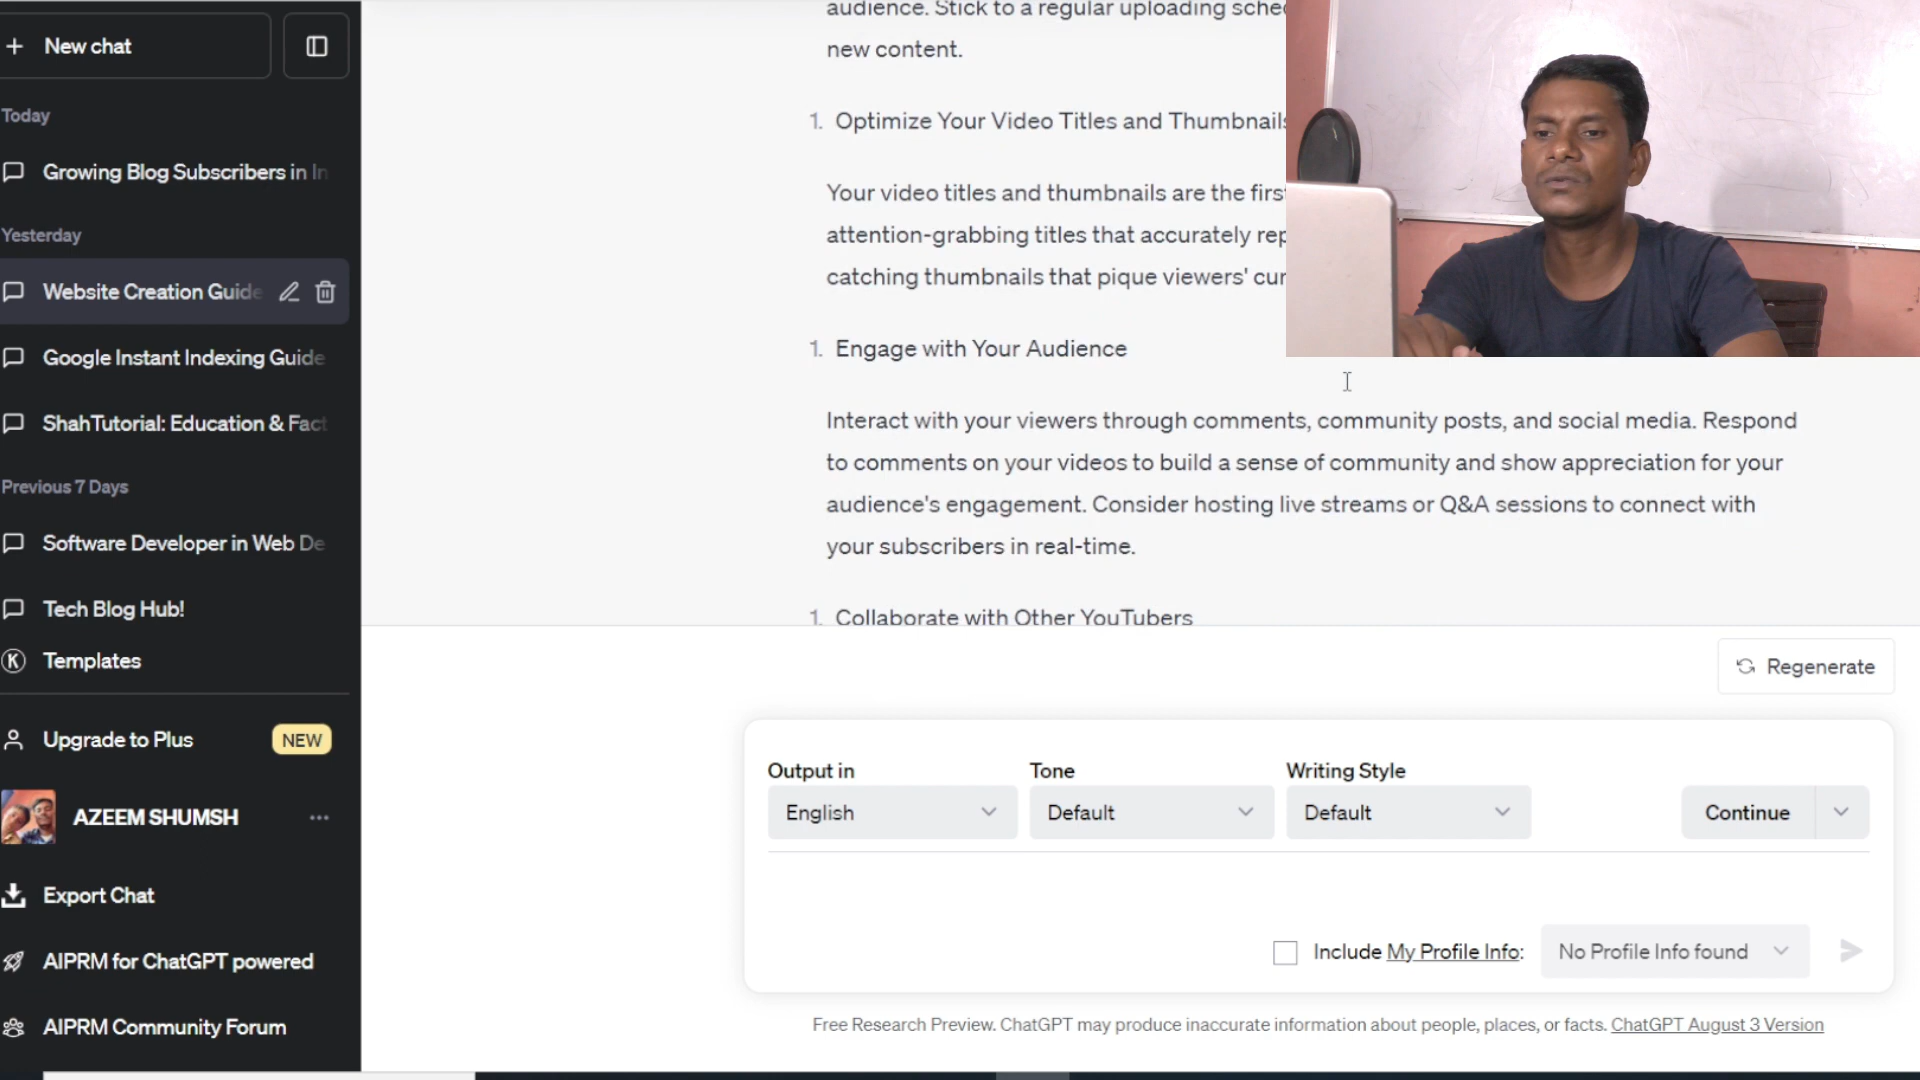 New chat
Today
Growing Blog Subscribers in In
Yesterday
Website Creation Guide
Google Instant Indexing Guide
ShahTutorial: Education & Fact
Previous 7 Days
Software Developer in Web De
Tech Blog Hub!
Templates
Upgrade to Plus
NEW
AZEEM SHUMSH
Export Chat
AIPRM for ChatGPT powered
AIPRM Community Forum
audience. Stick to a regular uploading
new content.
1. Optimize Your Video Titles and Thumbnails
Your video titles and thumbnails are the
attention-grabbing titles that accurately
catching thumbnails that pique viewers'
1. Engage with Your Audience
Interact with your viewers through comments, community posts, and social media. Respond
to comments on your videos to build a sense of community and show appreciation for your
audience's engagement. Consider hosting live streams or Q&A sessions to connect with
your subscribers in real-time.
1. Collaborate with Other YouTubers
Regenerate
Output in
Tone
Writing Style
English
Default
Default
Continue
Include My Profile Info:
No Profile Info found
Free Research Preview. ChatGPT may produce inaccurate information about people, places, or facts. ChatGPT August 3 Version